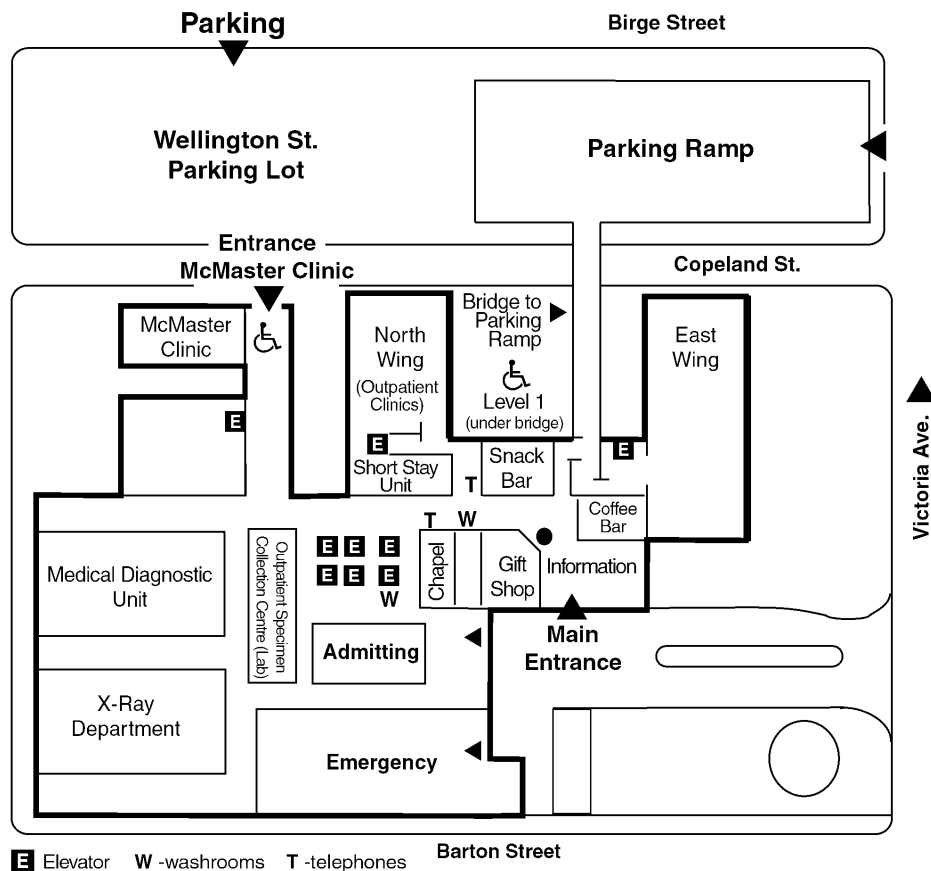 Parking
Birge Street
Wellington St.
Parking Lot
Parking Ramp
Entrance
McMaster Clinic
Copeland St.
McMaster
Clinic
North
Wing
(Outpatient
Clinics)
Bridge to
Parking
Ramp
Level 1
(under bridge)
East
Wing
Victoria Ave.
E
E
E
Short Stay
Unit
Snack
Bar
T
Coffee
Bar
T W
E E E
E E E
W
Medical Diagnostic
Unit
Outpatient Specimen
Collection Centre (Lab)
Chapel
Gift
Shop
Information
Main
Entrance
Admitting
X-Ray
Department
Emergency
Barton Street
E Elevator W -washrooms T -telephones